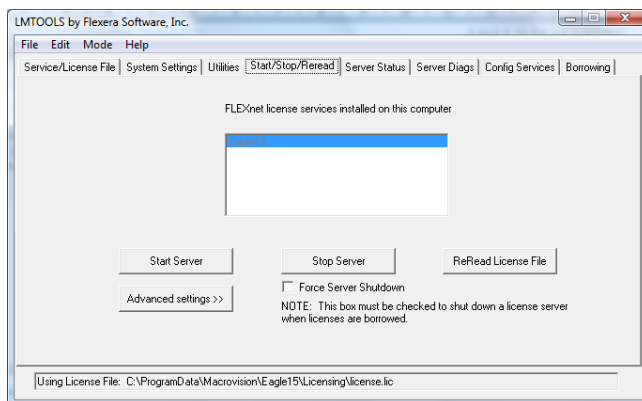 LMTOOLS by Flexera Software, Inc.
File Edit Mode Help
Service/License File System Settings Utilities Start/Stop/Reread Server Status Server Diags Config Services Borrowing
FLEXnet license services installed on this computer
Start Server Stop Server ReRead License File
Force Server Shutdown
Advanced settings >>
NOTE: This box must be checked to shut down a license server
when licenses are borrowed.
Using License File: C:\ProgramData\Macrovision\Eagle15\Licensing\license.lic